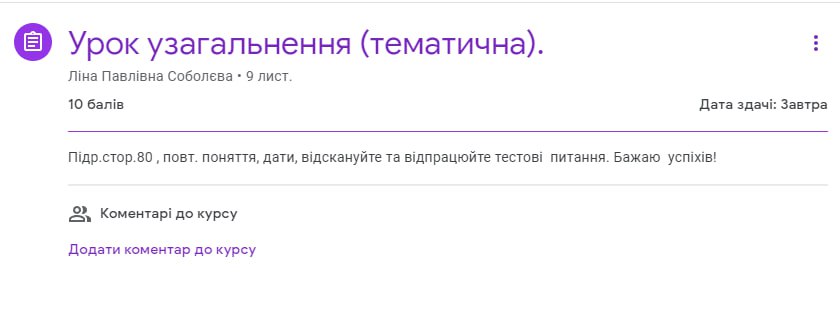 Урок узагальнення (тематична).
Ліна Павлівна Соболєва • 9 лист.
10 балів Дата здачі: Завтра
Підр.стор.80 , повт. поняття, дати, відскануйте та відпрацюйте тестові питання. Бажаю успіхів!
Коментарі до курсу
Додати коментар до курсу